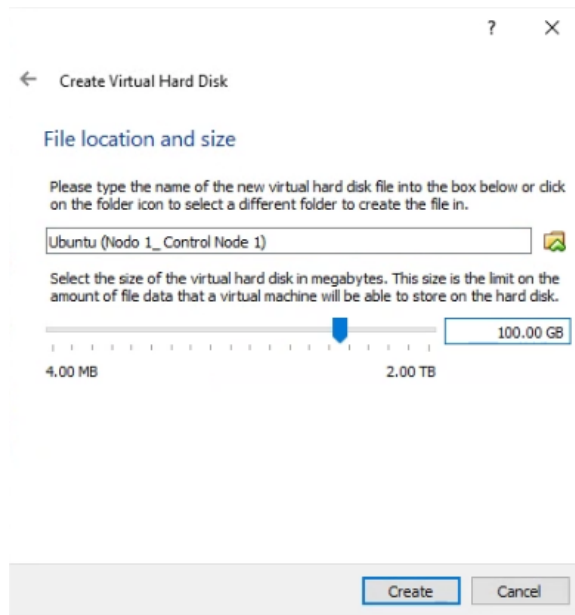 ?
Create Virtual Hard Disk
File location and size
Please type the name of the new virtual hard disk file into the box below or click
on the folder icon to select a different folder to create the file in.
Ubuntu (Nodo 1_ Control Node 1)
Select the size of the virtual hard disk in megabytes. This size is the limit on the
amount of file data that a virtual machine will be able to store on the hard disk.
100.00 GB
4.00 MB 2.00 TB
Create Cancel